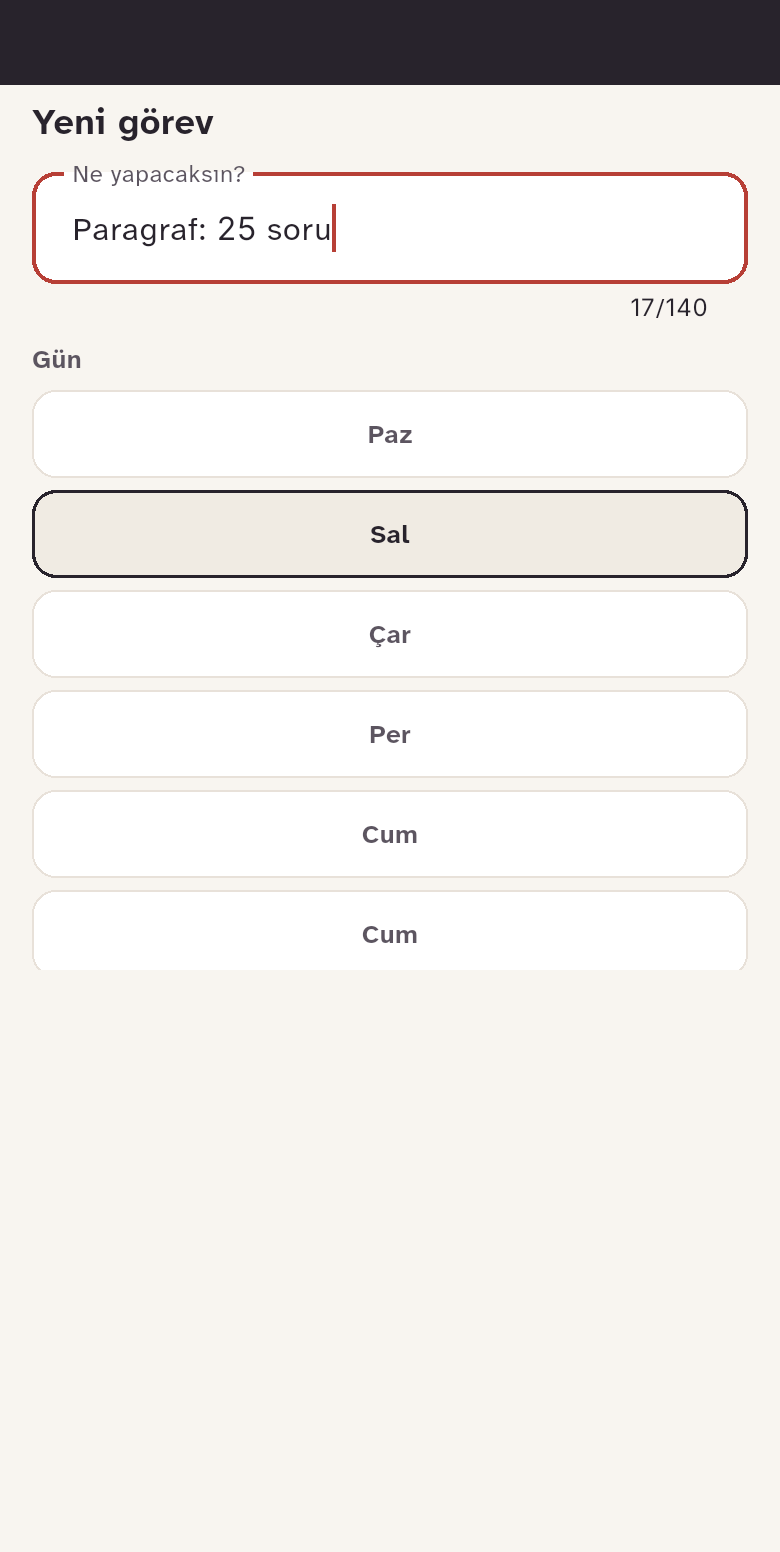 Yeni görev
Ne yapacaksın?
Paragraf: 25 soru
17/140
Gün
Paz
Sal
Çar
Per
Cum
Cum